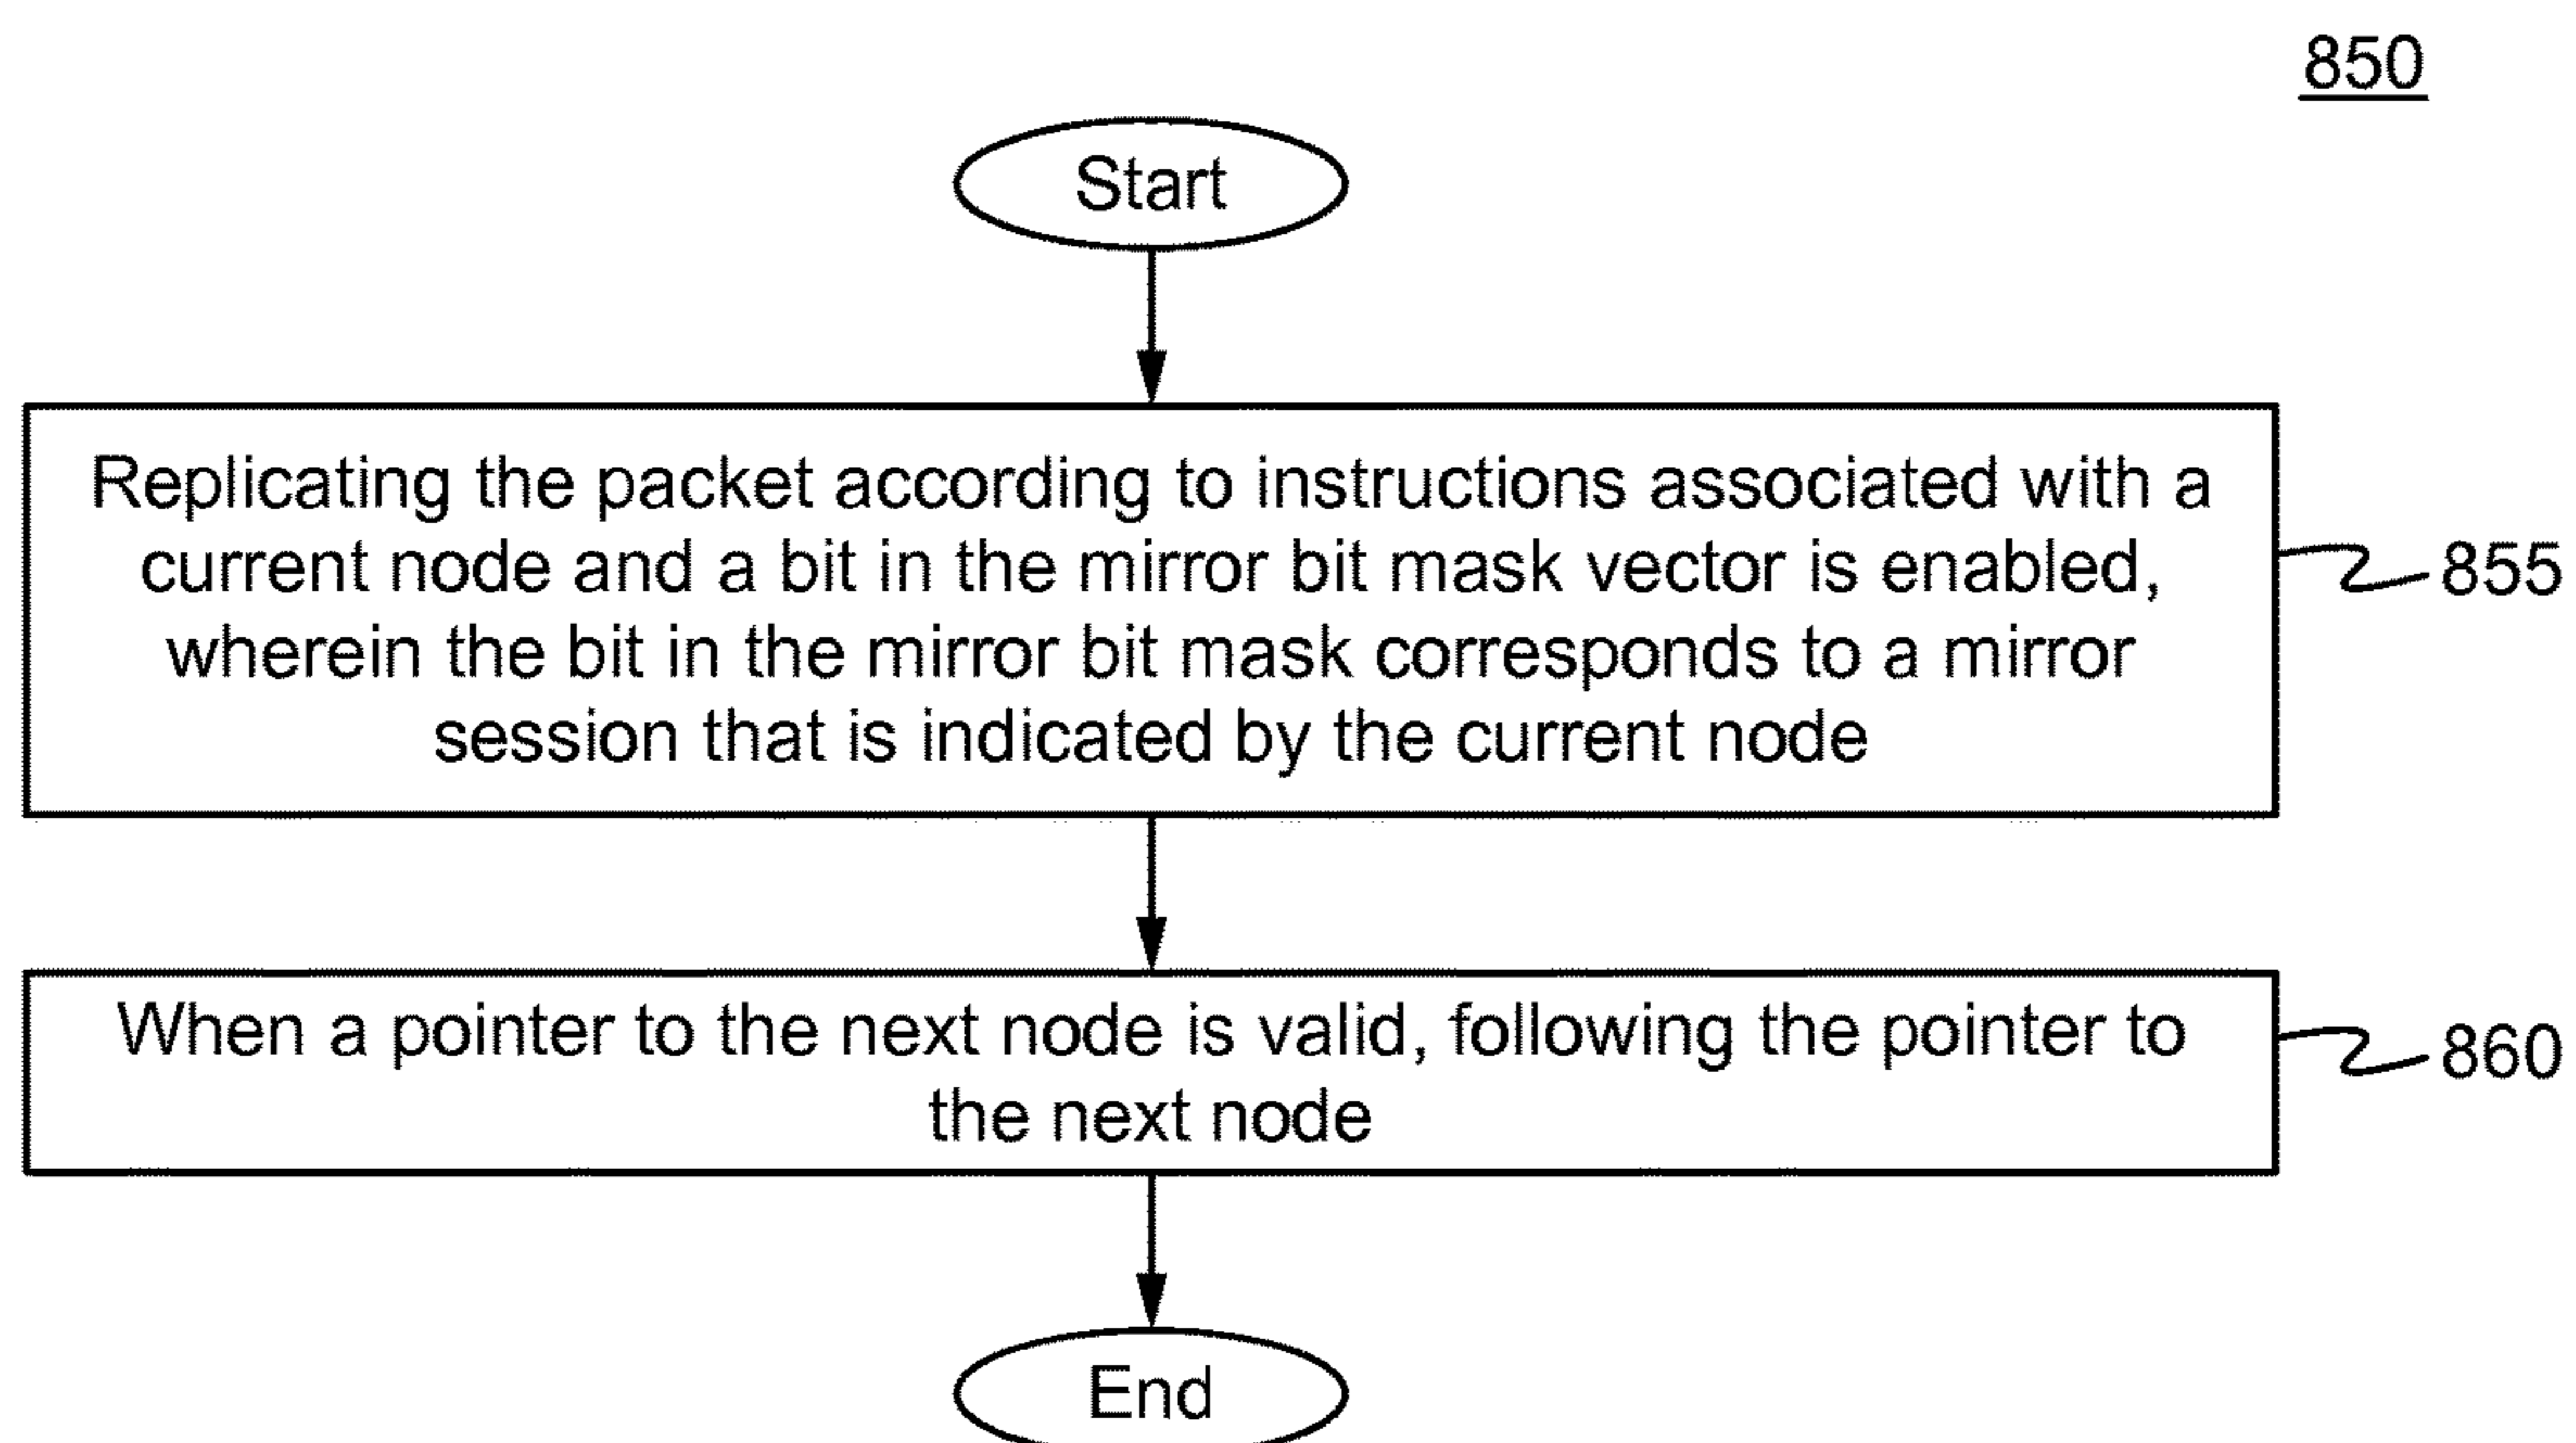 850
Start
Replicating the packet according to instructions associated with a
current node and a bit in the mirror bit mask vector is enabled,
wherein the bit in the mirror bit mask corresponds to a mirror
session that is indicated by the current node
855
When a pointer to the next node is valid, following the pointer to
the next node
860
End